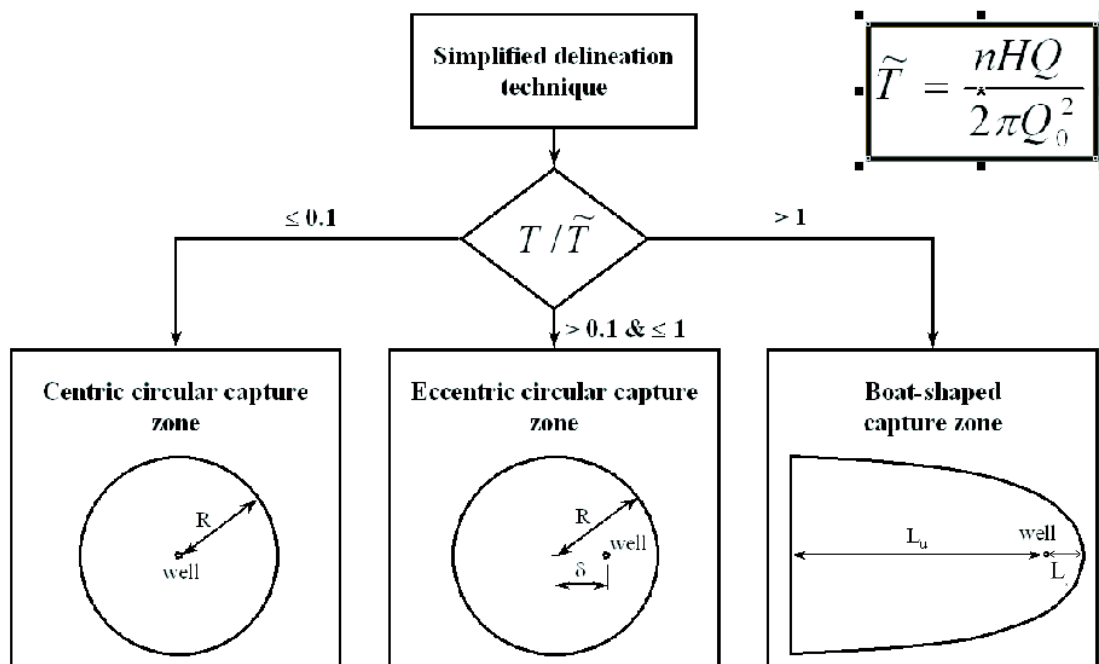 Simplified delineation
technique
T̃ = nHQ / 2πQ₀²
≤ 0.1
T / T̃
> 1
> 0.1 & ≤ 1
Centric circular capture
zone
Eccentric circular capture
zone
Boat-shaped
capture zone
R
well
R
well
δ
Lᵤ
well
L